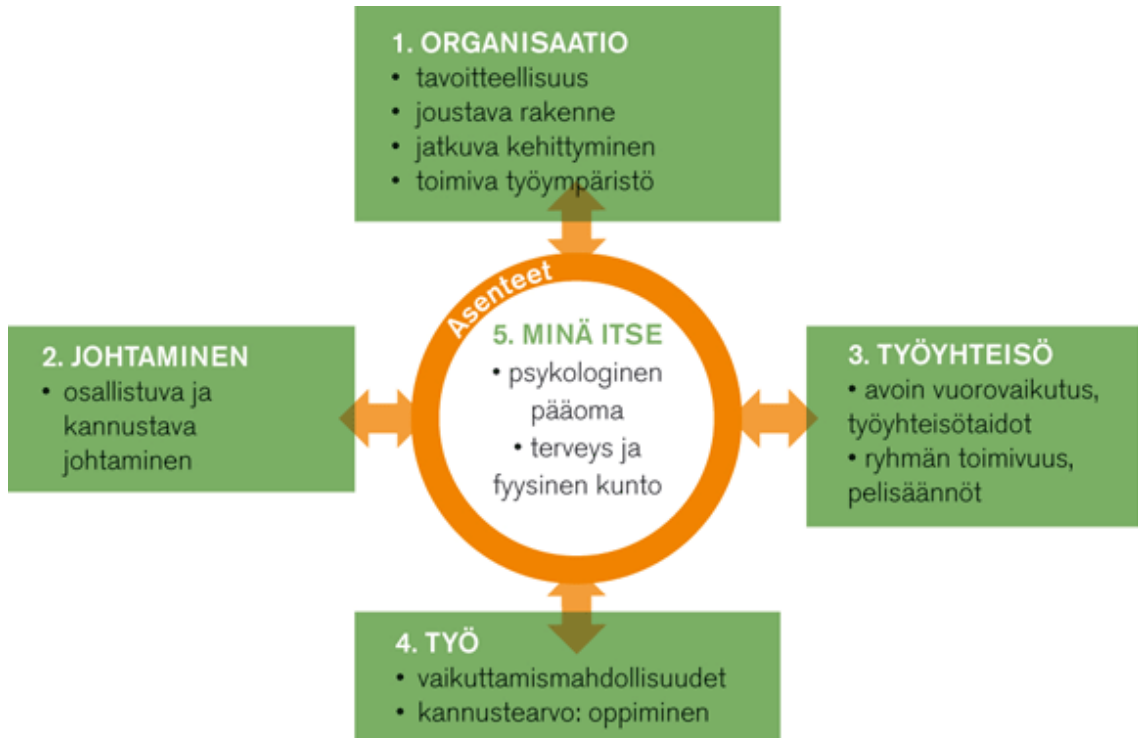 1. ORGANISAATIO
• tavoitteellisuus
• joustava rakenne
• jatkuva kehittyminen
• toimiva työympäristö
Asenteet
2. JOHTAMINEN
• osallistuva ja
kannustava
johtaminen
5. MINÄ ITSE
• psykologinen
pääoma
• terveys ja
fyysinen kunto
3. TYÖYHTEISÖ
• avoin vuorovaikutus,
työyhteisötaidot
• ryhmän toimivuus,
pelisäännöt
4. TYÖ
• vaikuttamismahdollisuudet
• kannustearvo: oppiminen